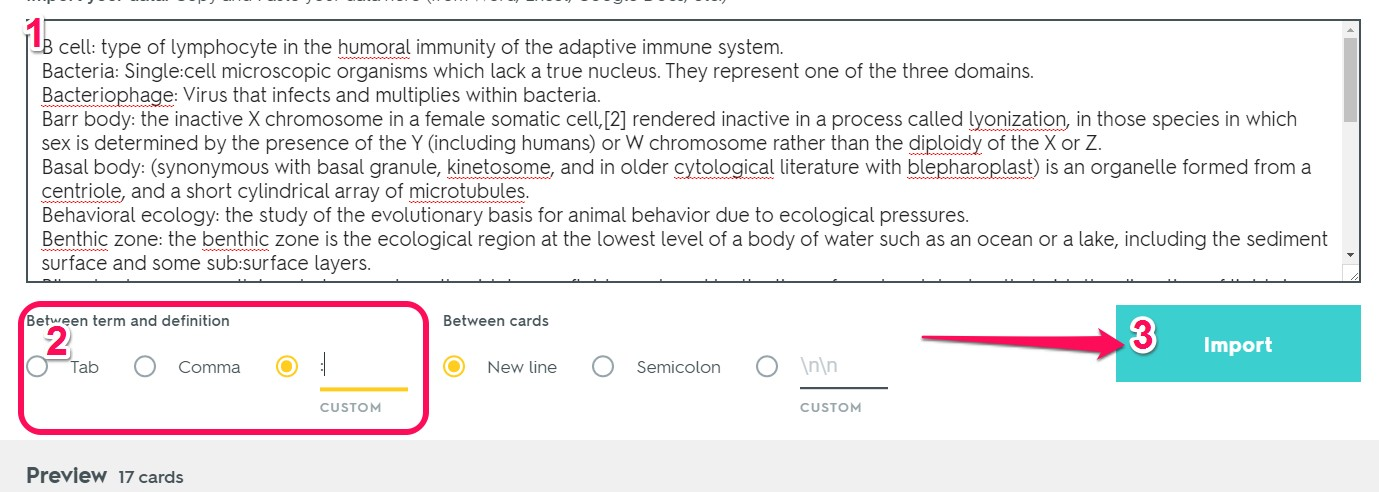 1
B cell: type of lymphocyte in the humoral immunity of the adaptive immune system.
Bacteria: Single:cell microscopic organisms which lack a true nucleus. They represent one of the three domains.
Bacteriophage: Virus that infects and multiplies within bacteria.
Barr body: the inactive X chromosome in a female somatic cell,[2] rendered inactive in a process called lyonization, in those species in which
sex is determined by the presence of the Y (including humans) or W chromosome rather than the diploidy of the X or Z.
Basal body: (synonymous with basal granule, kinetosome, and in older cytological literature with blepharoplast) is an organelle formed from a
centriole, and a short cylindrical array of microtubules.
Behavioral ecology: the study of the evolutionary basis for animal behavior due to ecological pressures.
Benthic zone: the benthic zone is the ecological region at the lowest level of a body of water such as an ocean or a lake, including the sediment
surface and some sub:surface layers.
Between term and definition
Between cards
2
3
Import
Tab
Comma
:
New line
Semicolon
\n\n
CUSTOM
CUSTOM
Preview 17 cards